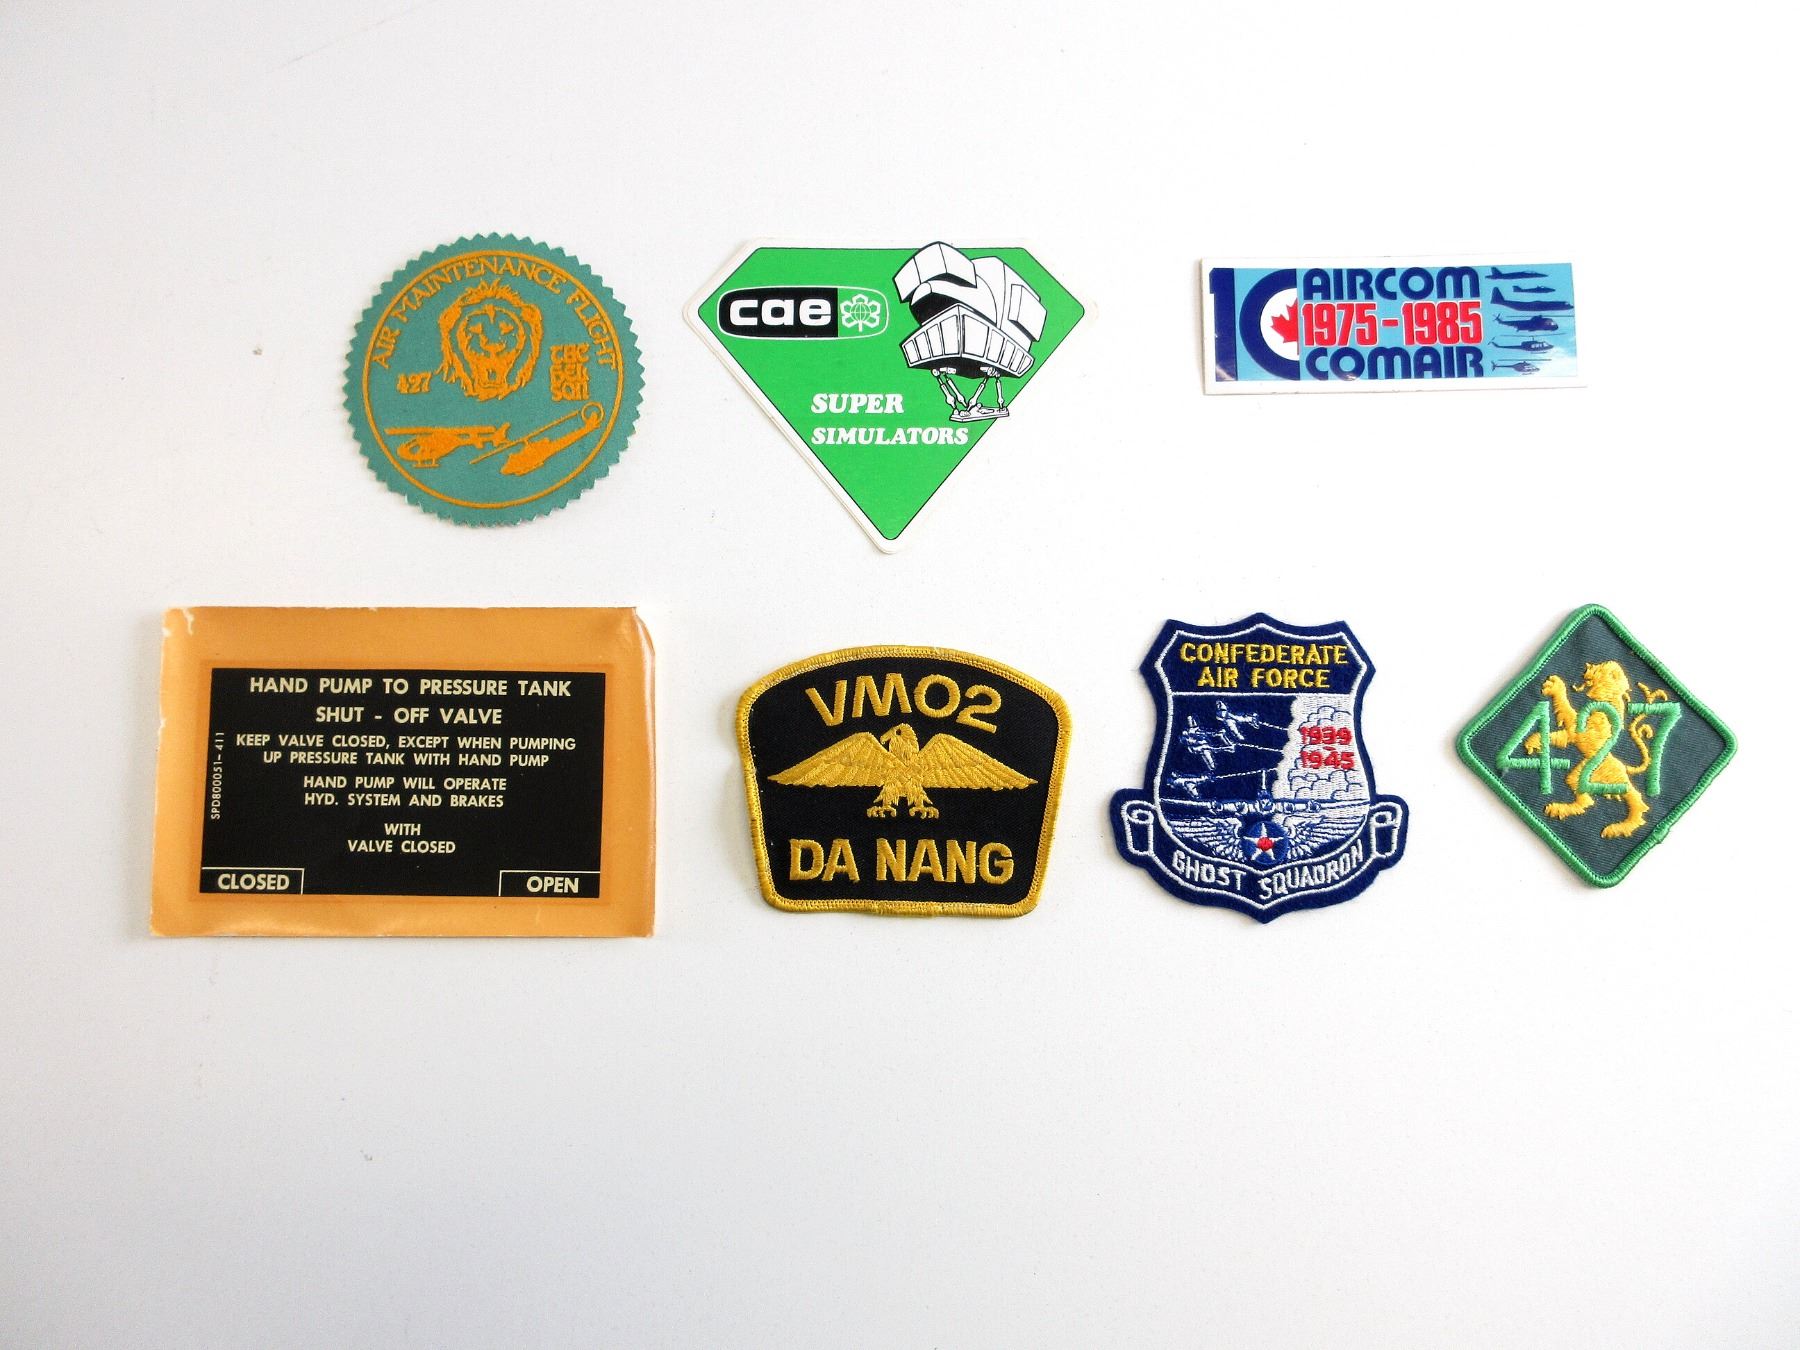 AIR MAINTENANCE FLIGHT
427
TAC
HEL
SQN
cae
SUPER
SIMULATORS
10 AIRCOM
1975-1985
COMAIR
HAND PUMP TO PRESSURE TANK
SHUT - OFF VALVE
KEEP VALVE CLOSED, EXCEPT WHEN PUMPING
UP PRESSURE TANK WITH HAND PUMP
HAND PUMP WILL OPERATE
HYD. SYSTEM AND BRAKES
WITH
VALVE CLOSED
CLOSED
OPEN
SPD800051-411
VMO2
DA NANG
CONFEDERATE
AIR FORCE
1939
1945
GHOST SQUADRON
427